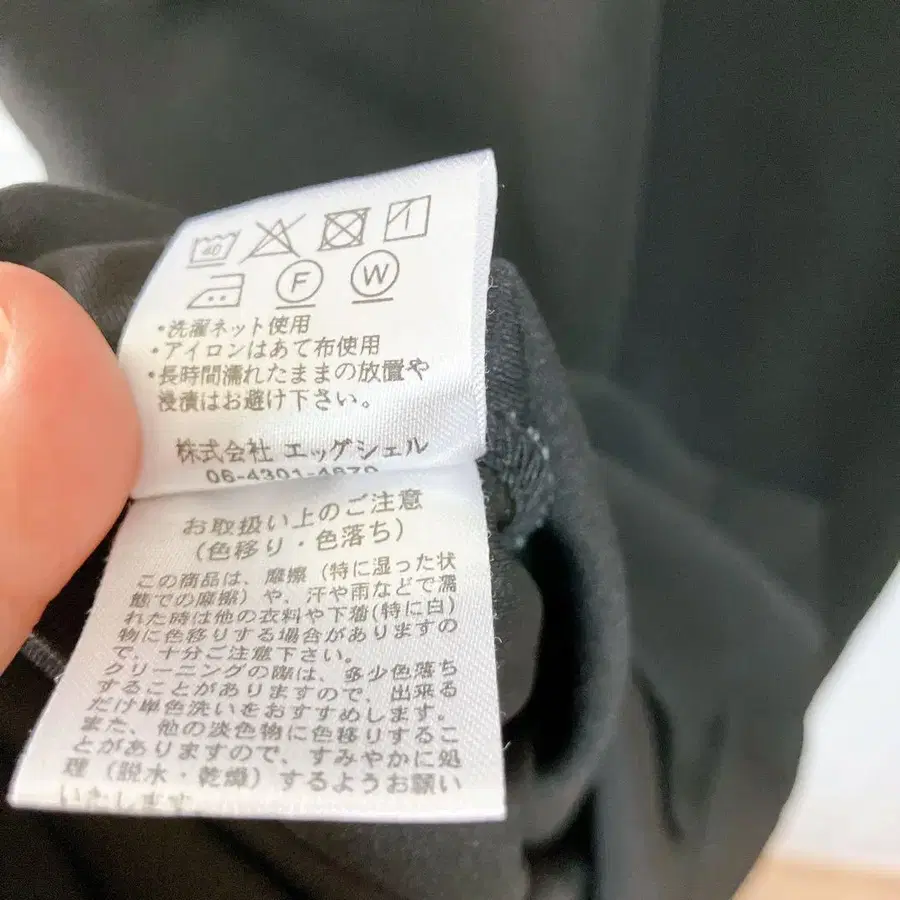 40
F W
・洗濯ネット使用
・アイロンはあて布使用
・長時間濡れたままの放置や
浸漬はお避け下さい。
株式会社 エッゲシェル
06-4301-4670
お取扱い上のご注意
(色移り・色落ち)
この商品は、摩擦(特に湿った状
態での摩擦)や、汗や雨などで濡
れた時は他の衣料や下着(特に白)
物に色移りする場合がありますの
で、十分ご注意下さい。
クリーニングの際は、多少色落ち
することがありますので、出来る
だけ単色洗いをおすすめします。
また、他の淡色物に色移りするこ
とがありますので、すみやかに処
理(脱水・乾燥)するようお願い
いたします